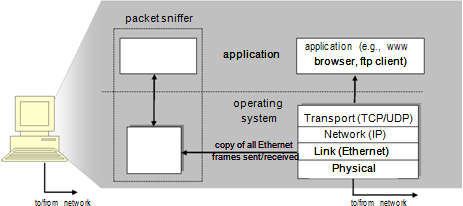 packet sniffer
application
application (e.g., www
browser, ftp client)
operating
system
Transport (TCP/UDP)
Network (IP)
Link (Ethernet)
Physical
copy of all Ethernet
frames sent/received
to/from network
to/from network